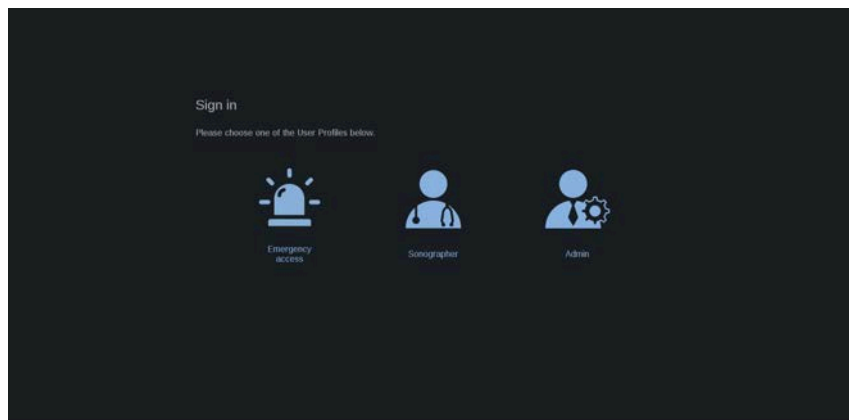 Sign in
Please choose one of the User Profiles below.
Emergency
access
Sonographer
Admin